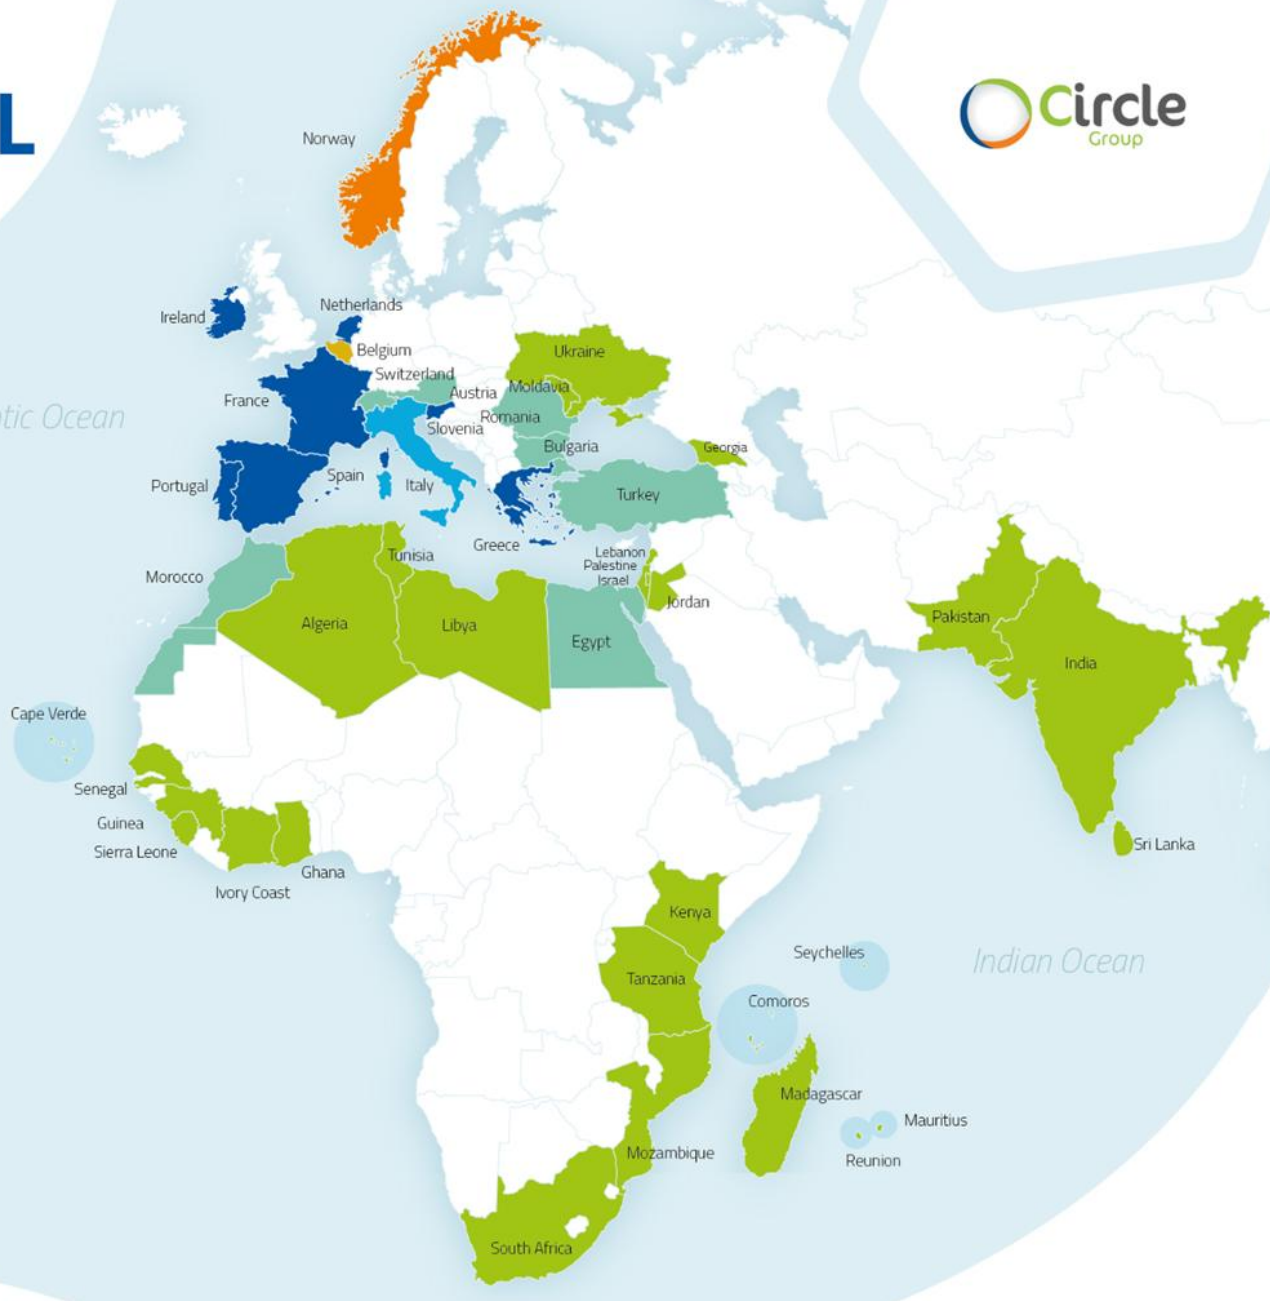 L
Circle
Group
Norway
Ireland
Netherlands
Belgium
Switzerland
Austria
Ukraine
Moldavia
France
Romania
Slovenia
Bulgaria
Georgia
Portugal
Spain
Italy
Turkey
Greece
Lebanon
Palestine
Israel
Tunisia
Morocco
Jordan
Algeria
Libya
Egypt
Pakistan
India
tic Ocean
Cape Verde
Senegal
Guinea
Sierra Leone
Ivory Coast
Ghana
Sri Lanka
Kenya
Tanzania
Seychelles
Indian Ocean
Comoros
Madagascar
Mauritius
Reunion
Mozambique
South Africa